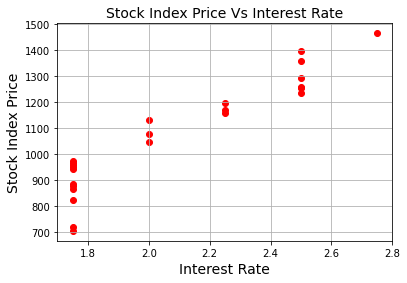 Stock Index Price Vs Interest Rate
1500
1400
1300
1200
1100
1000
900
800
700
Stock Index Price
1.8 2.0 2.2 2.4 2.6 2.8
Interest Rate